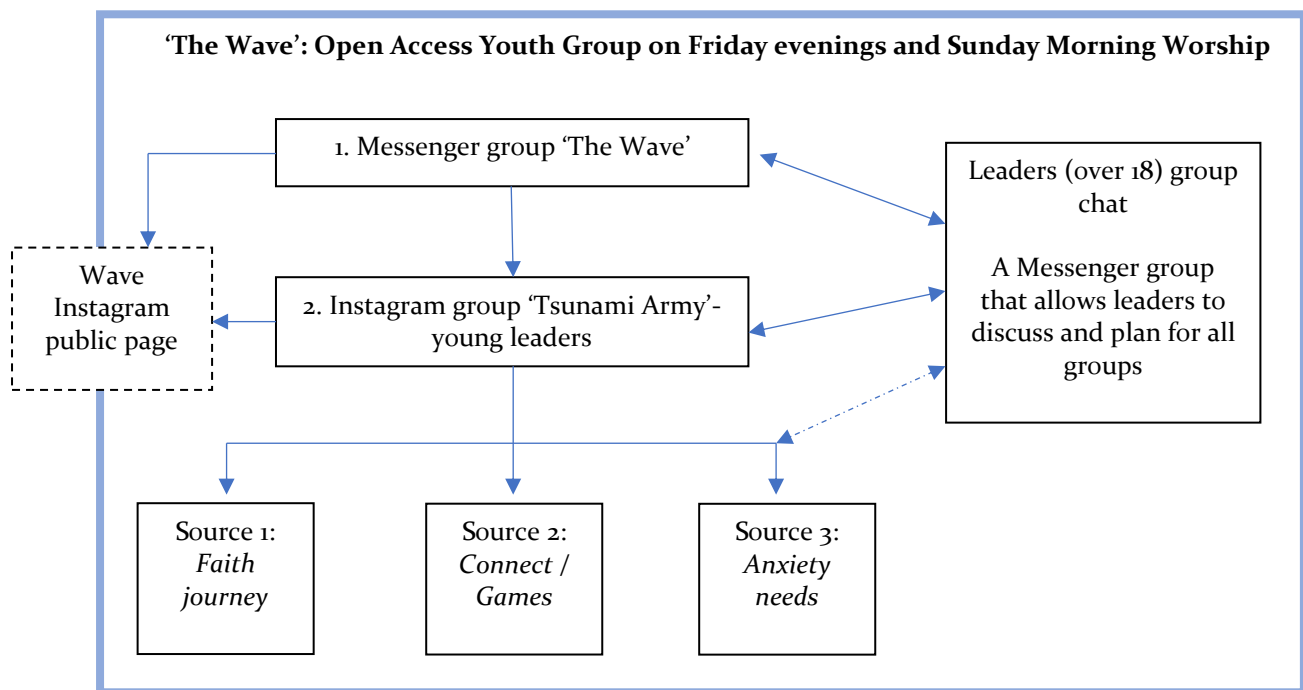 ‘The Wave’: Open Access Youth Group on Friday evenings and Sunday Morning Worship
1. Messenger group ‘The Wave’
Leaders (over 18) group
chat
A Messenger group
that allows leaders to
discuss and plan for all
groups
Wave
Instagram
public page
2. Instagram group ‘Tsunami Army’-
young leaders
Source 1:
Faith
journey
Source 2:
Connect /
Games
Source 3:
Anxiety
needs